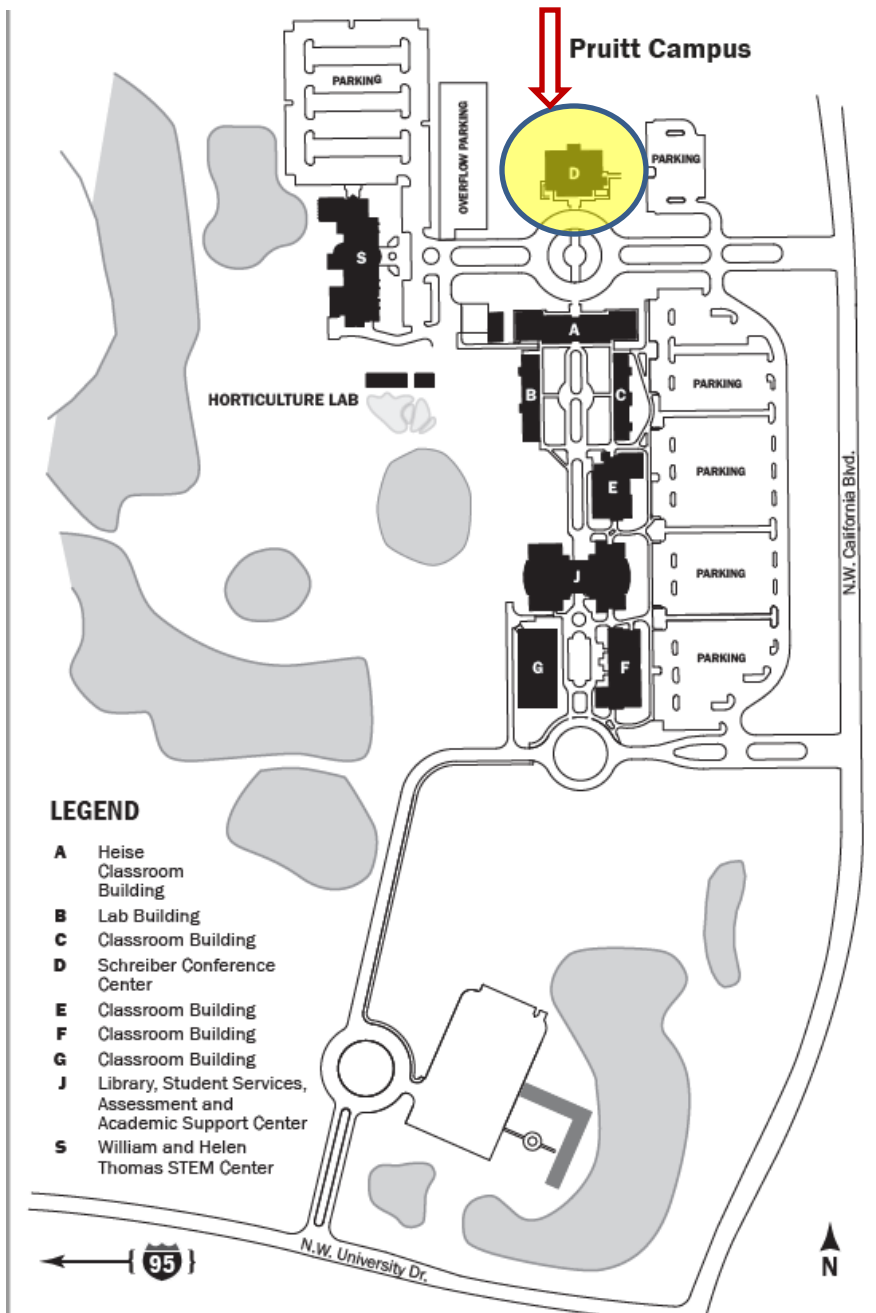 Pruitt Campus
PARKING
OVERFLOW PARKING
D
PARKING
S
A
HORTICULTURE LAB
B
C
PARKING
E
PARKING
N.W. California Blvd.
J
PARKING
G
F
PARKING
LEGEND
A Heise
Classroom
Building
B Lab Building
C Classroom Building
D Schreiber Conference
Center
E Classroom Building
F Classroom Building
G Classroom Building
J Library, Student Services,
Assessment and
Academic Support Center
S William and Helen
Thomas STEM Center
{ 95 }
N.W. University Dr.
N